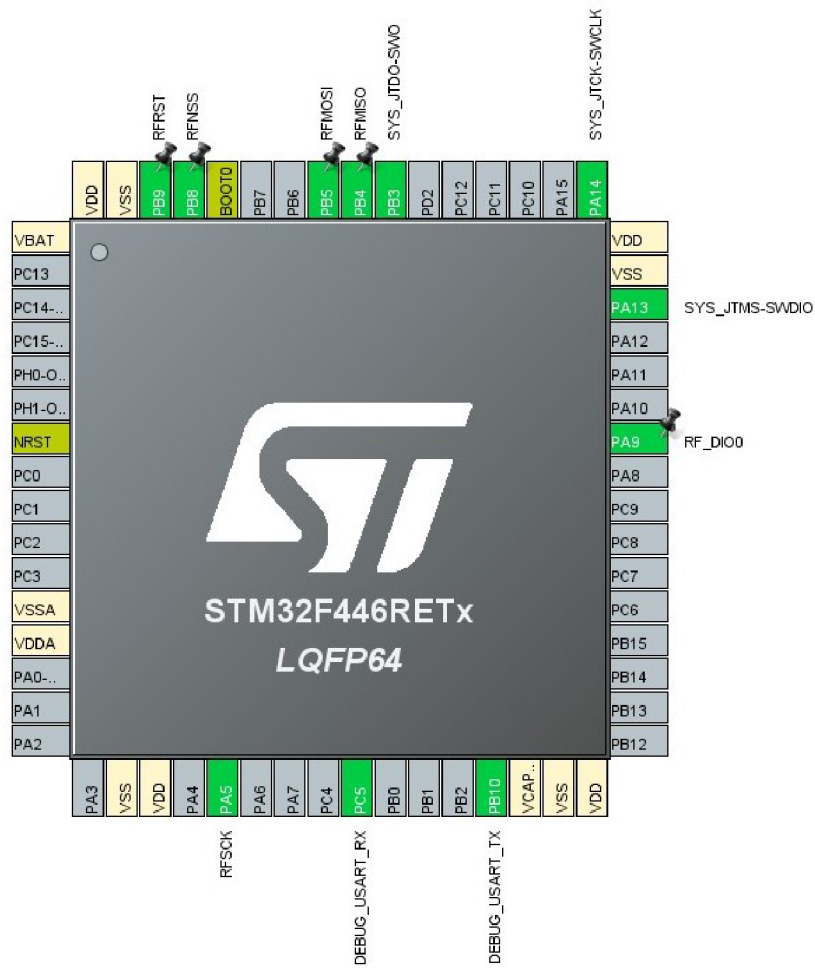 RFRST
RFNSS
RFMOSI
RFMISO
SYS_JTDO-SWO
SYS_JTCK-SWCLK
VDD
VSS
PB9
PB8
BOOT0
PB7
PB6
PB5
PB4
PB3
PD2
PC12
PC11
PC10
PA15
PA14
VBAT
PC13
PC14-..
PC15-..
PH0-O..
PH1-O..
NRST
PC0
PC1
PC2
PC3
VSSA
VDDA
PA0-..
PA1
PA2
ST
STM32F446RETx
LQFP64
VDD
VSS
PA13 SYS_JTMS-SWDIO
PA12
PA11
PA10
PA9 RF_DIO0
PA8
PC9
PC8
PC7
PC6
PB15
PB14
PB13
PB12
PA3
VSS
VDD
PA4
PA5
PA6
PA7
PC4
PC5
PB0
PB1
PB2
PB10
VCAP..
VSS
VDD
RFSCK
DEBUG_USART_RX
DEBUG_USART_TX